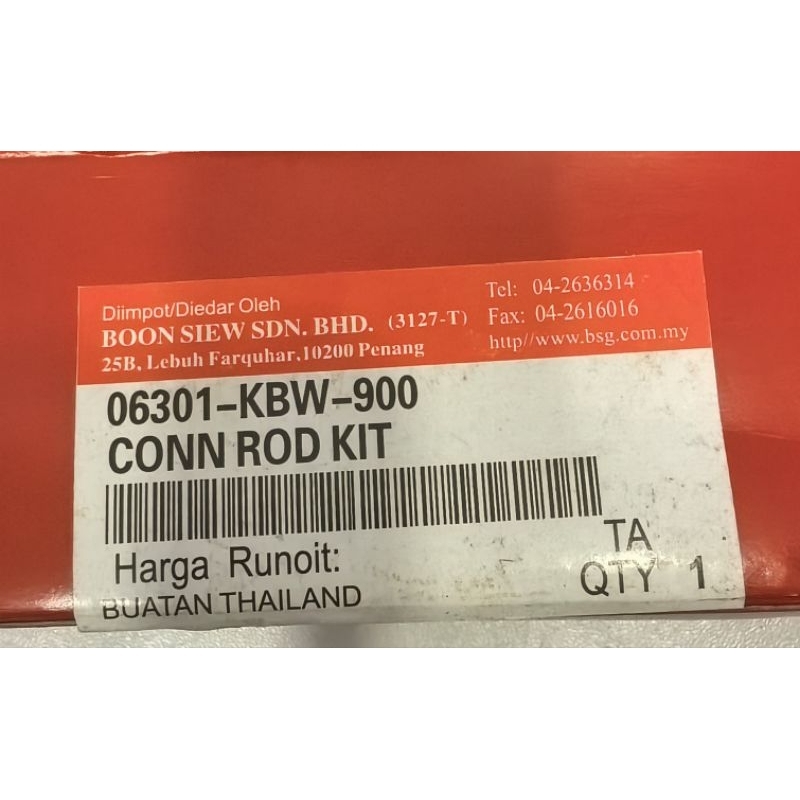 Diimpot/Diedar Oleh
BOON SIEW SDN. BHD. (3127-T)
25B, Lebuh Farquhar,10200 Penang
Tel: 04-2636314
Fax: 04-2616016
http//www.bsg.com.my
06301-KBW-900
CONN ROD KIT
Harga Runoit:
BUATAN THAILAND
TA
QTY 1